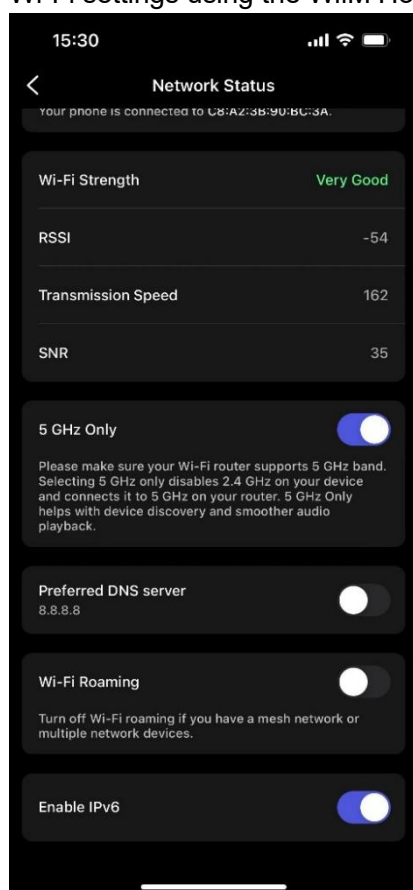 Wi-Fi settings using the WiiM Ho
15:30
Network Status
Your phone is connected to C8:A2:3B:90:BC:3A.
Wi-Fi Strength Very Good
RSSI -54
Transmission Speed 162
SNR 35
5 GHz Only
Please make sure your Wi-Fi router supports 5 GHz band.
Selecting 5 GHz only disables 2.4 GHz on your device
and connects it to 5 GHz on your router. 5 GHz Only
helps with device discovery and smoother audio
playback.
Preferred DNS server
8.8.8.8
Wi-Fi Roaming
Turn off Wi-Fi roaming if you have a mesh network or
multiple network devices.
Enable IPv6